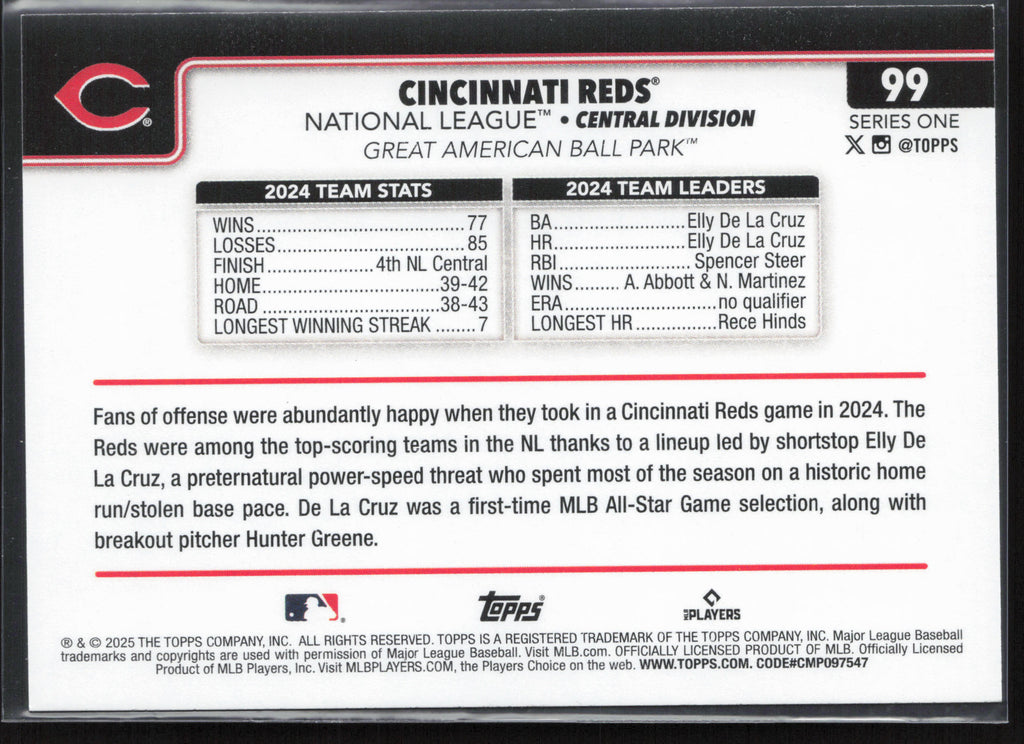 CINCINNATI REDS®
NATIONAL LEAGUE™ • CENTRAL DIVISION
GREAT AMERICAN BALL PARK™
99
SERIES ONE
@TOPPS
2024 TEAM STATS
WINS........................................77
LOSSES....................................85
FINISH.....................4th NL Central
HOME..................................39-42
ROAD ..................................38-43
LONGEST WINNING STREAK ........7
2024 TEAM LEADERS
BA..........................Elly De La Cruz
HR..........................Elly De La Cruz
RBI.......................... Spencer Steer
WINS......... A. Abbott & N. Martinez
ERA..............................no qualifier
LONGEST HR ................Rece Hinds
Fans of offense were abundantly happy when they took in a Cincinnati Reds game in 2024. The
Reds were among the top-scoring teams in the NL thanks to a lineup led by shortstop Elly De
La Cruz, a preternatural power-speed threat who spent most of the season on a historic home
run/stolen base pace. De La Cruz was a first-time MLB All-Star Game selection, along with
breakout pitcher Hunter Greene.
TOPPS®
MLB PLAYERS
® & © 2025 THE TOPPS COMPANY, INC. ALL RIGHTS RESERVED. TOPPS IS A REGISTERED TRADEMARK OF THE TOPPS COMPANY, INC. Major League Baseball
trademarks and copyrights are used with permission of Major League Baseball. Visit MLB.com. OFFICIALLY LICENSED PRODUCT OF MLB. Officially Licensed
Product of MLB Players, Inc. Visit MLBPLAYERS.COM, the Players Choice on the web. WWW.TOPPS.COM. CODE#CMP097547